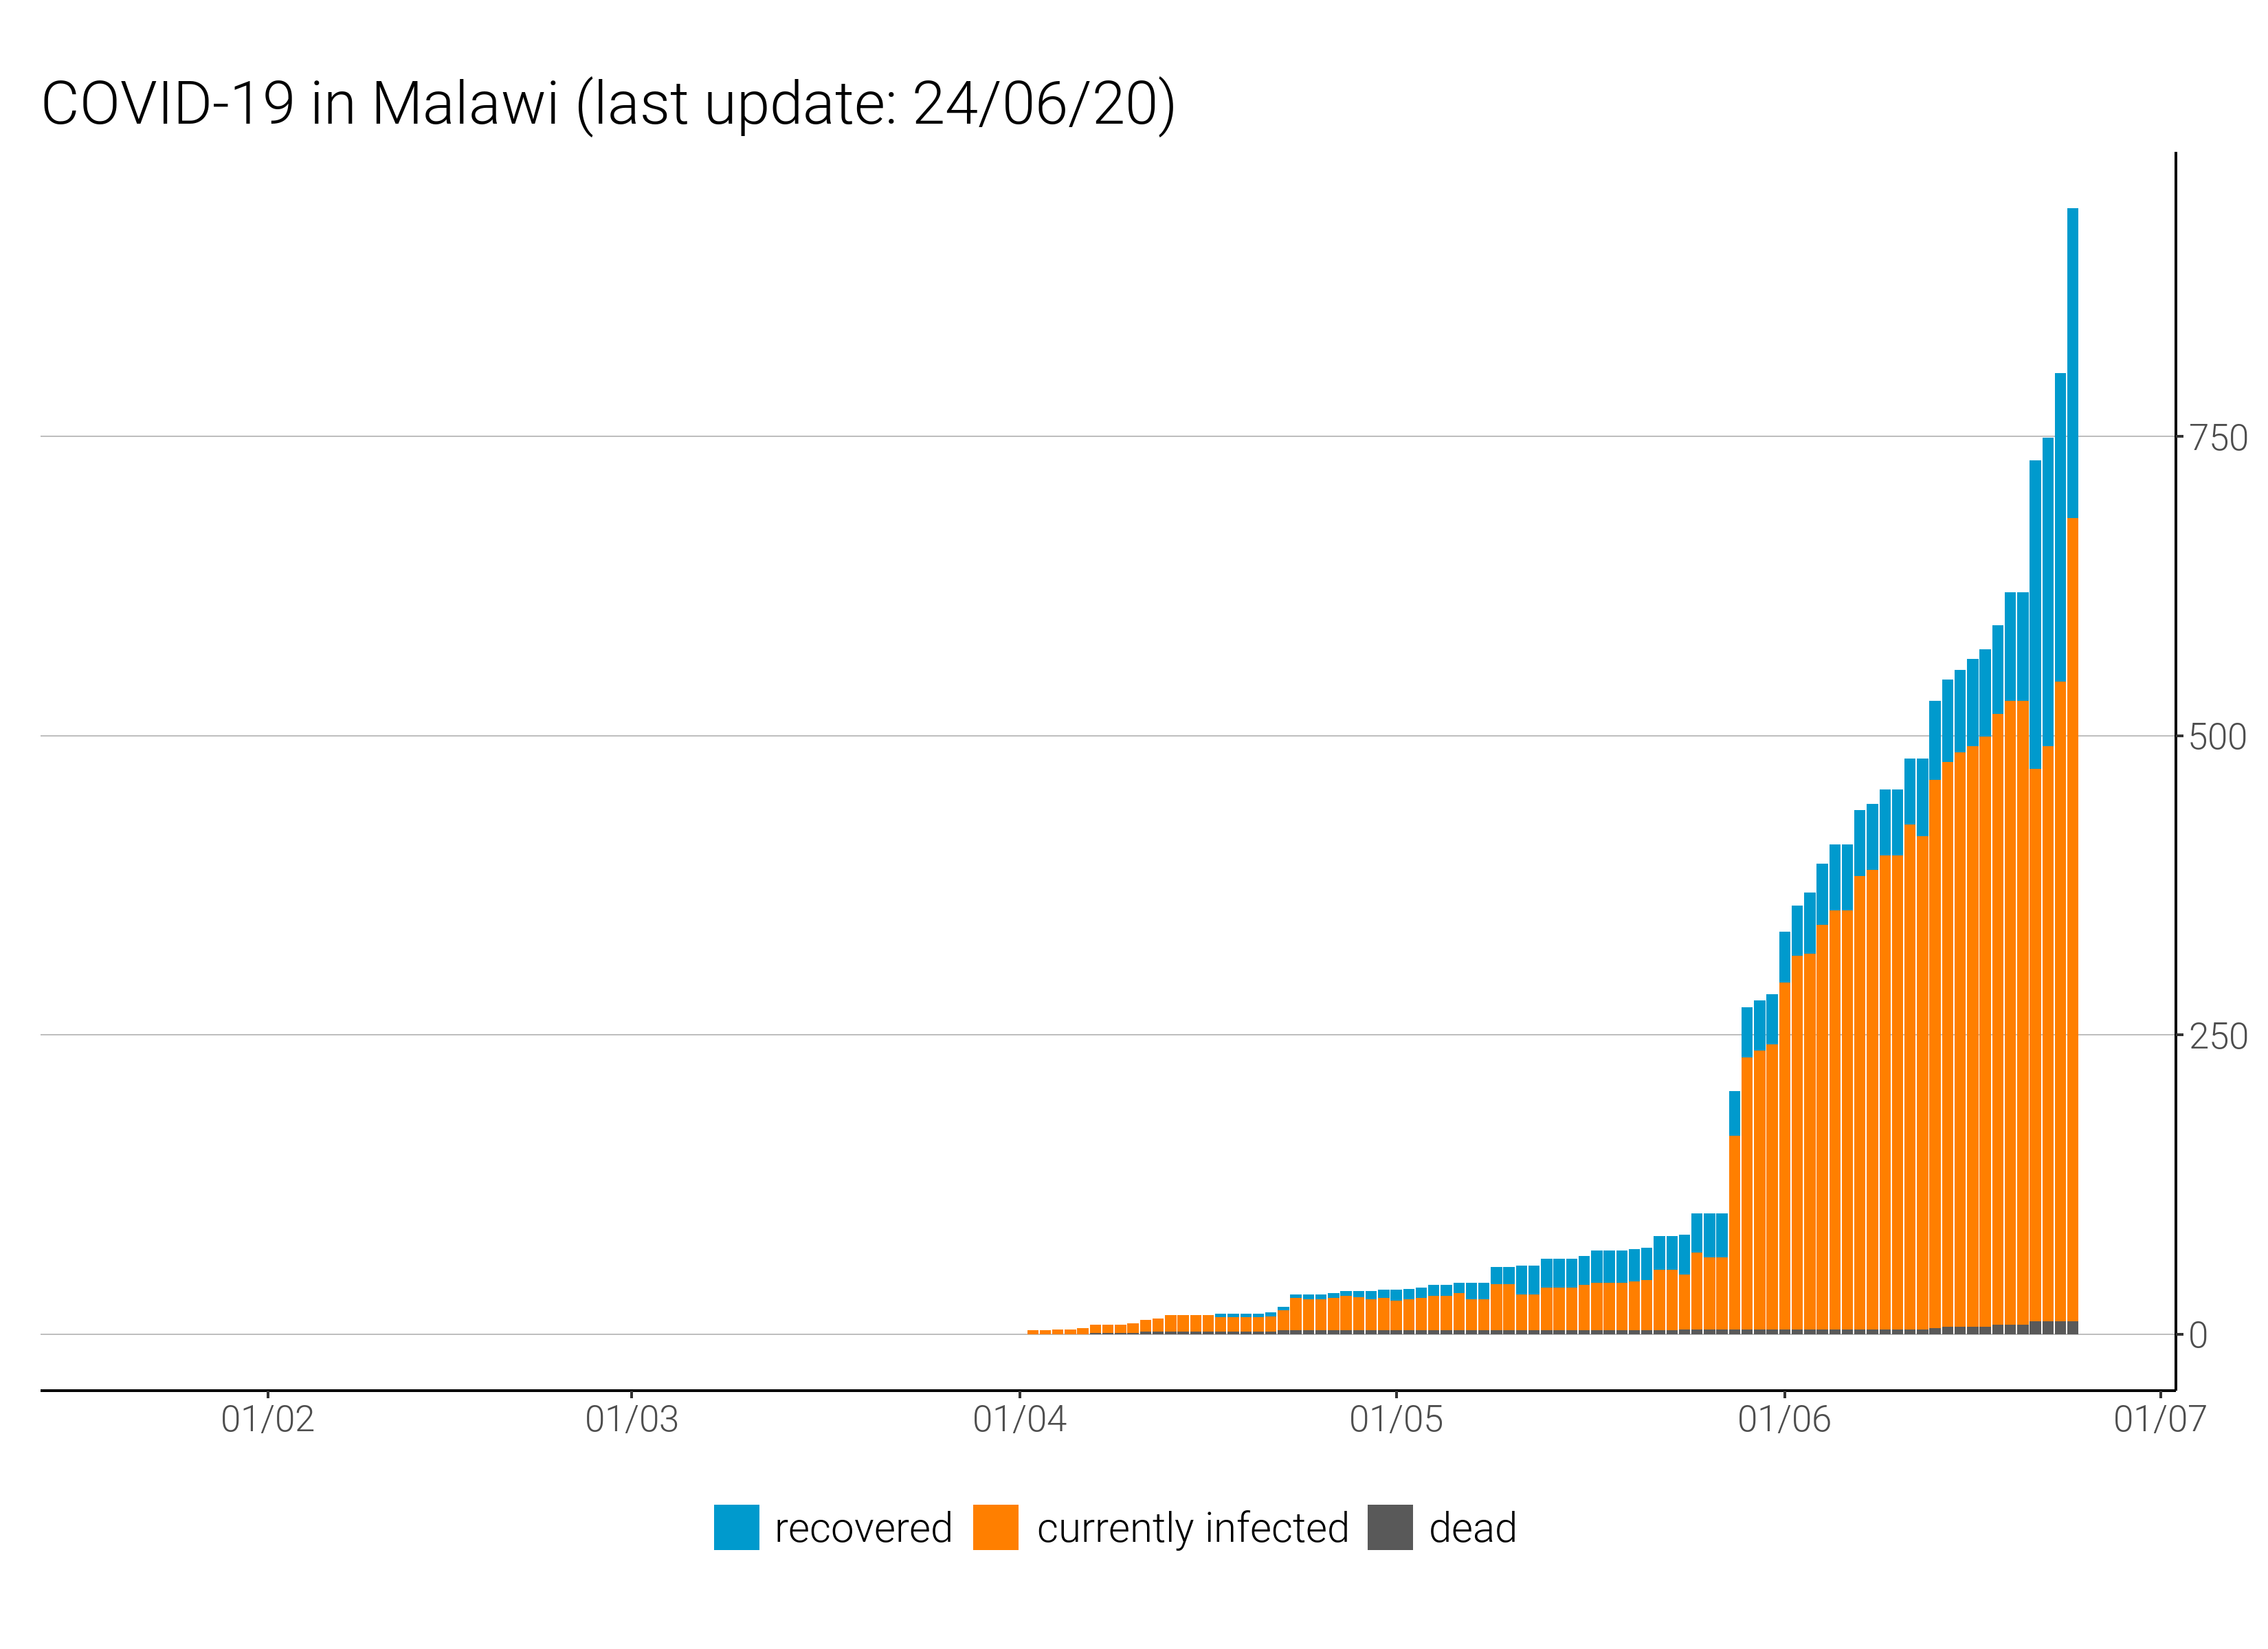 COVID-19 in Malawi (last update: 24/06/20)
750
500
250
0
01/02 01/03 01/04 01/05 01/06 01/07
recovered currently infected dead